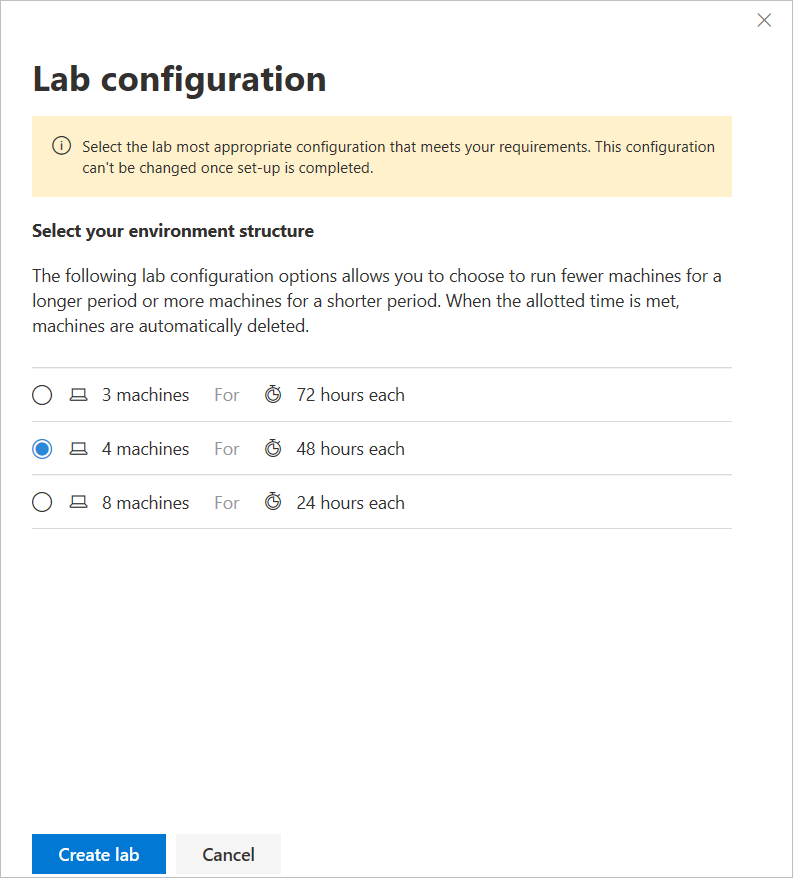 Lab configuration
Select the lab most appropriate configuration that meets your requirements. This configuration
can't be changed once set-up is completed.
Select your environment structure
The following lab configuration options allows you to choose to run fewer machines for a
longer period or more machines for a shorter period. When the allotted time is met,
machines are automatically deleted.
3 machines For 72 hours each
4 machines For 48 hours each
8 machines For 24 hours each
Create lab Cancel